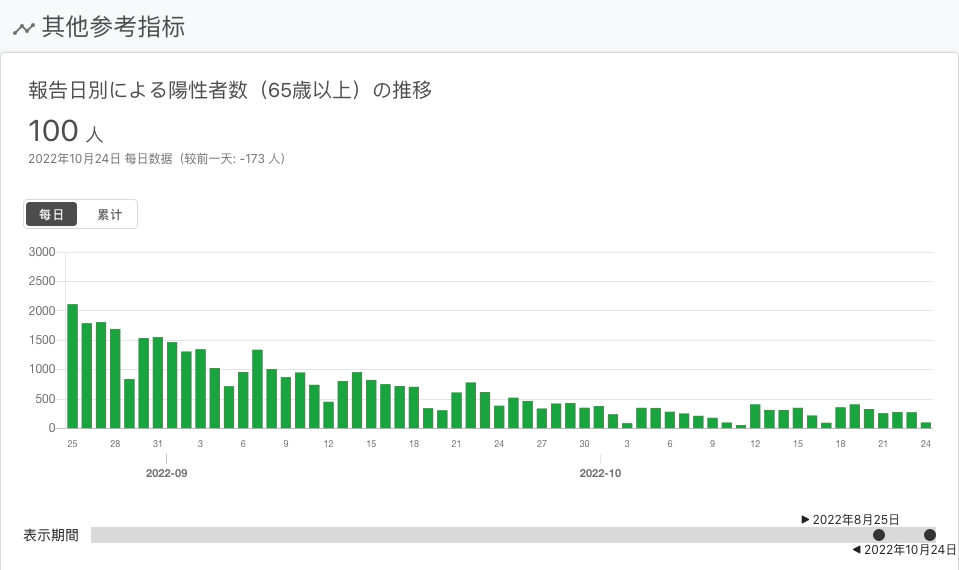 其他参考指标
報告日別による陽性者数（65歳以上）の推移
100 人
2022年10月24日 每日数据（较前一天: -173 人）
每日 累计
3000
2500
2000
1500
1000
500
0
25 28 31 3 6 9 12 15 18 21 24 27 30 3 6 9 12 15 18 21 24
2022-09 2022-10
2022年8月25日
表示期間
2022年10月24日